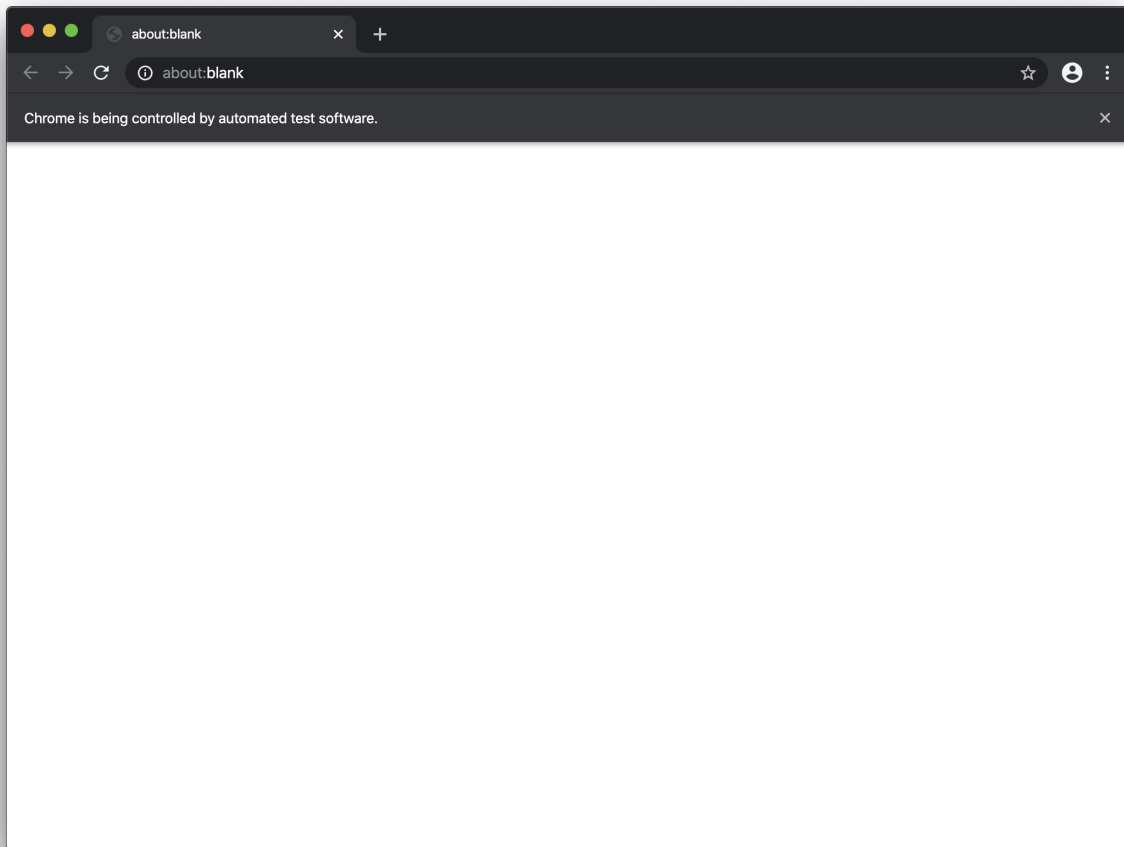 about:blank
about:blank
Chrome is being controlled by automated test software.